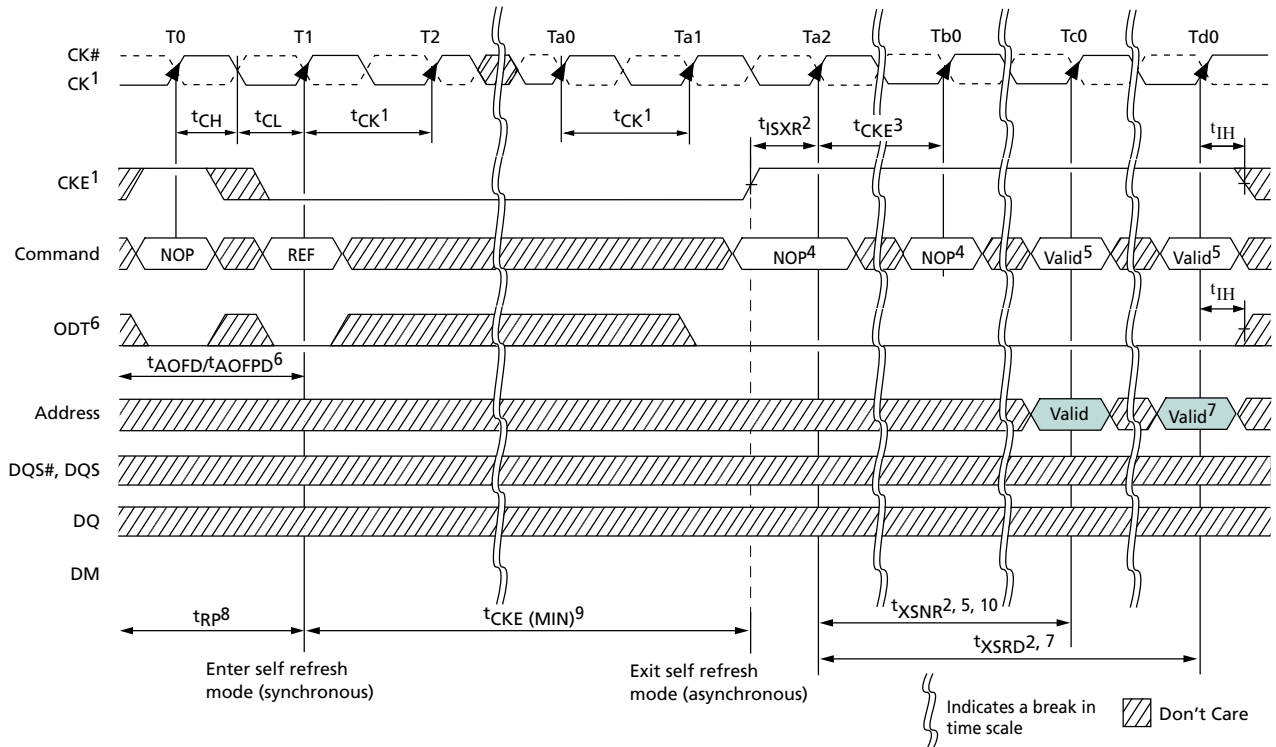 T0 T1 T2 Ta0 Ta1 Ta2 Tb0 Tc0 Td0
CK#
CK1
tCH tCL tCK1 tCK1 tISXR2 tCKE3 tIH
CKE1
Command NOP REF NOP4 NOP4 Valid5 Valid5
tIH
ODT6
tAOFD/tAOFPD6
Address Valid Valid7
DQS#, DQS
DQ
DM
tRP8 tCKE (MIN)9 tXSNR2, 5, 10
tXSRD2, 7
Enter self refresh
mode (synchronous)
Exit self refresh
mode (asynchronous)
Indicates a break in
time scale
Don't Care